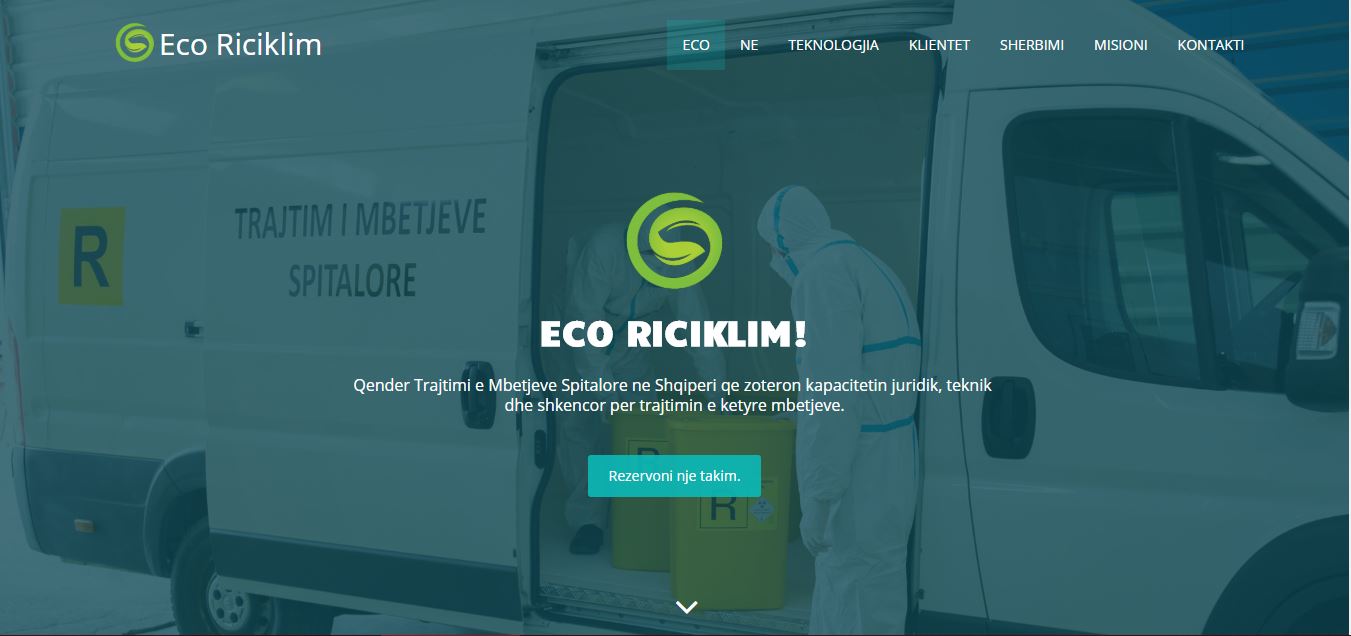 Eco Riciklim
ECO NE TEKNOLOGJIA KLIENTET SHERBIMI MISIONI KONTAKTI
TRAJTIM I MBETJEVE
SPITALORE
R
ECO RICIKLIM!
Qender Trajtimi e Mbetjeve Spitalore ne Shqiperi qe zoteron kapacitetin juridik, teknik
dhe shkencor per trajtimin e ketyre mbetjeve.
R
Rezervoni nje takim.
R